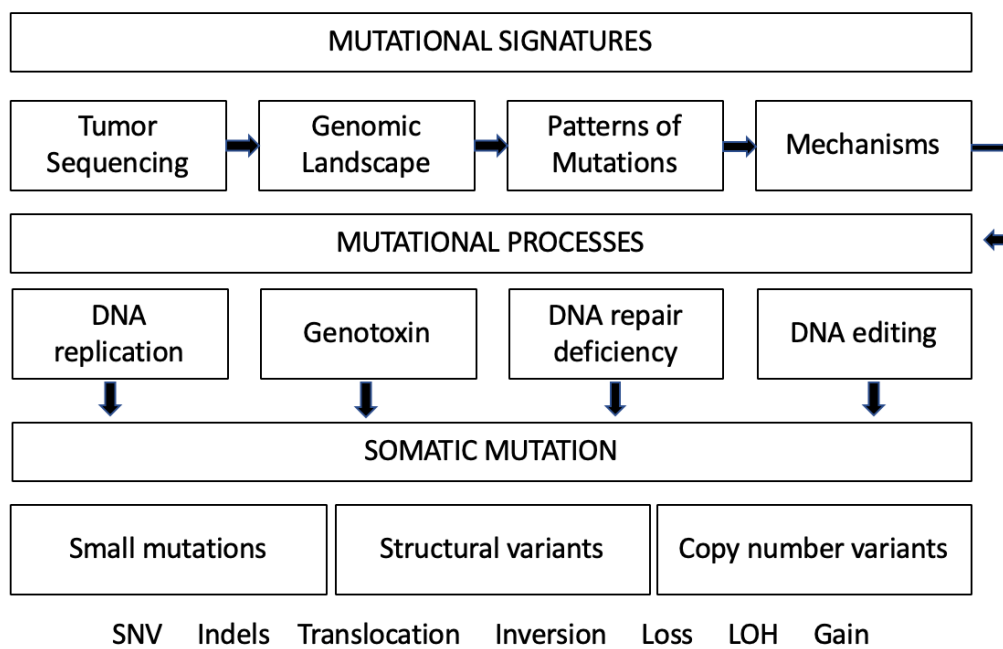 MUTATIONAL SIGNATURES
Tumor
Sequencing
Genomic
Landscape
Patterns of
Mutations
Mechanisms
MUTATIONAL PROCESSES
DNA
replication
Genotoxin
DNA repair
deficiency
DNA editing
SOMATIC MUTATION
Small mutations
Structural variants
Copy number variants
SNV Indels Translocation Inversion Loss LOH Gain